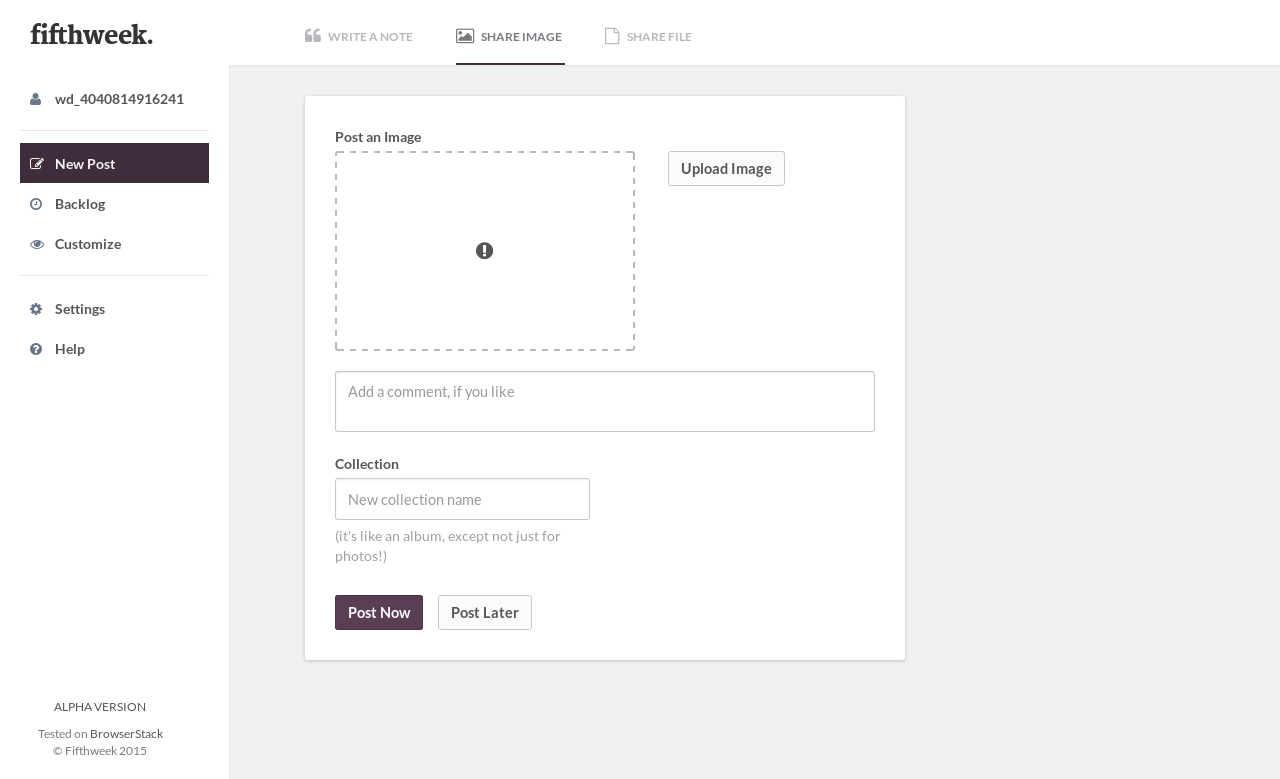 fifthweek.
WRITE A NOTE
SHARE IMAGE
SHARE FILE
wd_4040814916241
New Post
Backlog
Customize
Settings
Help
Post an Image
Upload Image
Add a comment, if you like
Collection
New collection name
(it's like an album, except not just for
photos!)
Post Now
Post Later
ALPHA VERSION
Tested on BrowserStack
© Fifthweek 2015